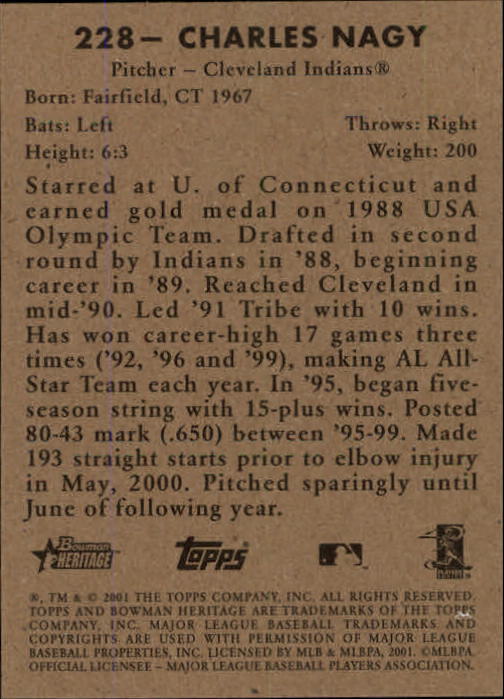 228— CHARLES NAGY
Pitcher – Cleveland Indians®
Born: Fairfield, CT 1967
Bats: Left Throws: Right
Height: 6:3 Weight: 200
Starred at U. of Connecticut and
earned gold medal on 1988 USA
Olympic Team. Drafted in second
round by Indians in '88, beginning
career in '89. Reached Cleveland in
mid-'90. Led '91 Tribe with 10 wins.
Has won career-high 17 games three
times ('92, '96 and '99), making AL All-
Star Team each year. In '95, began five-
season string with 15-plus wins. Posted
80-43 mark (.650) between '95-99. Made
193 straight starts prior to elbow injury
in May, 2000. Pitched sparingly until
June of following year.
Bowman
HERITAGE
TOPPS
PLAYERS
®, TM & © 2001 THE TOPPS COMPANY, INC. ALL RIGHTS RESERVED.
TOPPS AND BOWMAN HERITAGE ARE TRADEMARKS OF THE TOPPS
COMPANY, INC. MAJOR LEAGUE BASEBALL TRADEMARKS AND
COPYRIGHTS ARE USED WITH PERMISSION OF MAJOR LEAGUE
BASEBALL PROPERTIES, INC. LICENSED BY MLB & MLBPA, 2001. ©MLBPA
OFFICIAL LICENSEE – MAJOR LEAGUE BASEBALL PLAYERS ASSOCIATION.